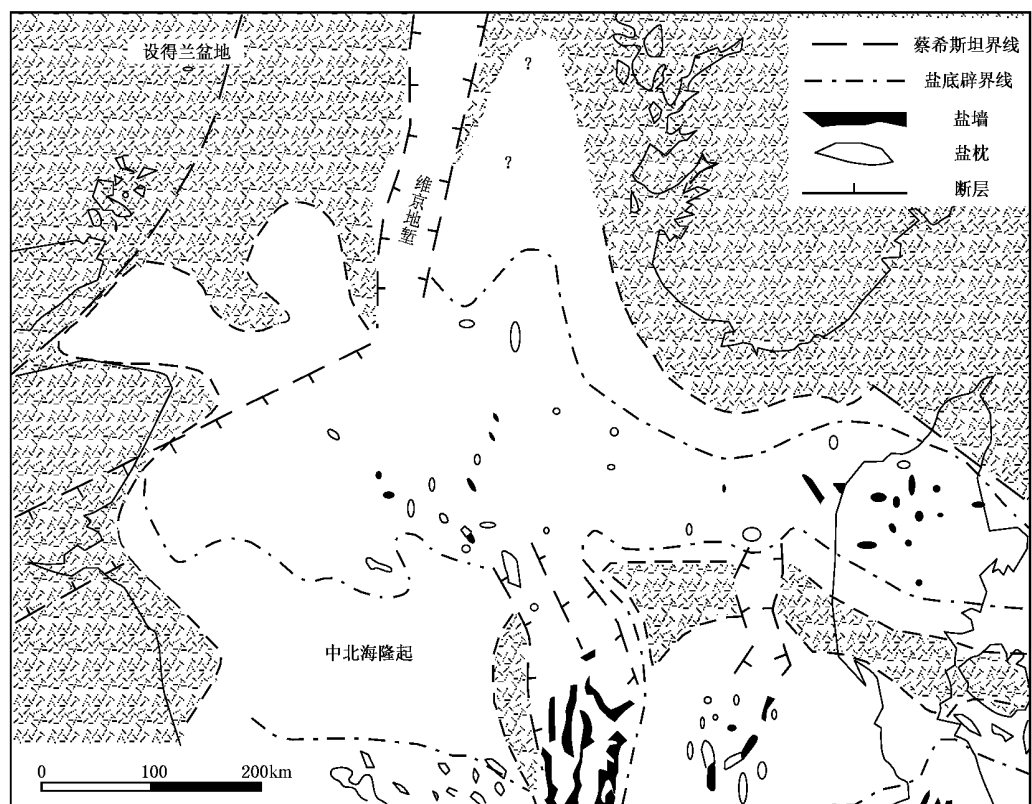 设得兰盆地
蔡希斯坦界线
盐底辟界线
盐墙
盐枕
断层
?
?
维京地堑
中北海隆起
0 100 200km